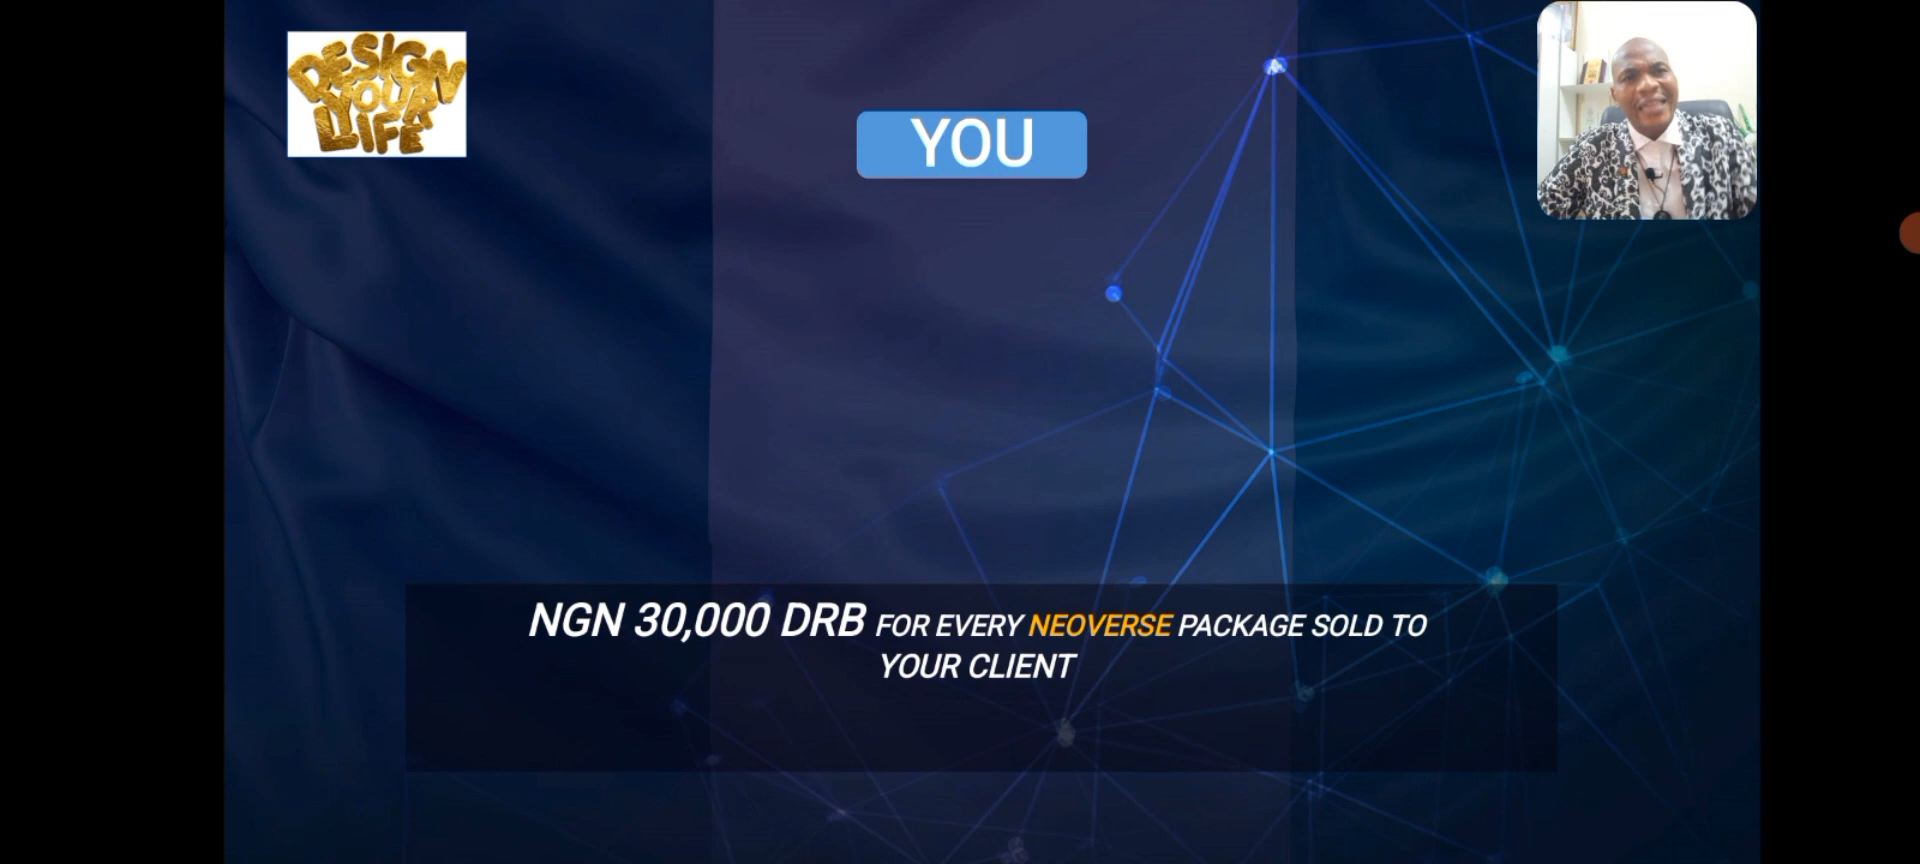 DESIGN
YOUR
LIFE
YOU
NGN 30,000 DRB FOR EVERY NEOVERSE PACKAGE SOLD TO
YOUR CLIENT